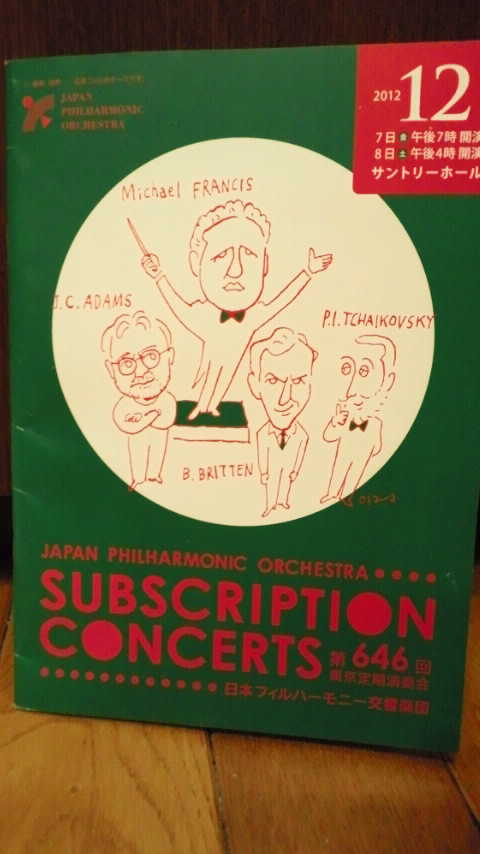 JAPAN
PHILHARMONIC
ORCHESTRA
2012 12
7日 金 午後7時 開演
8日 土 午後4時 開演
サントリーホール
Michael FRANCIS
J.C. ADAMS
P.I. TCHAIKOVSKY
B. BRITTEN
JAPAN PHILHARMONIC ORCHESTRA
SUBSCRIPTION
CONCERTS
第646回
東京定期演奏会
日本フィルハーモニー交響楽団